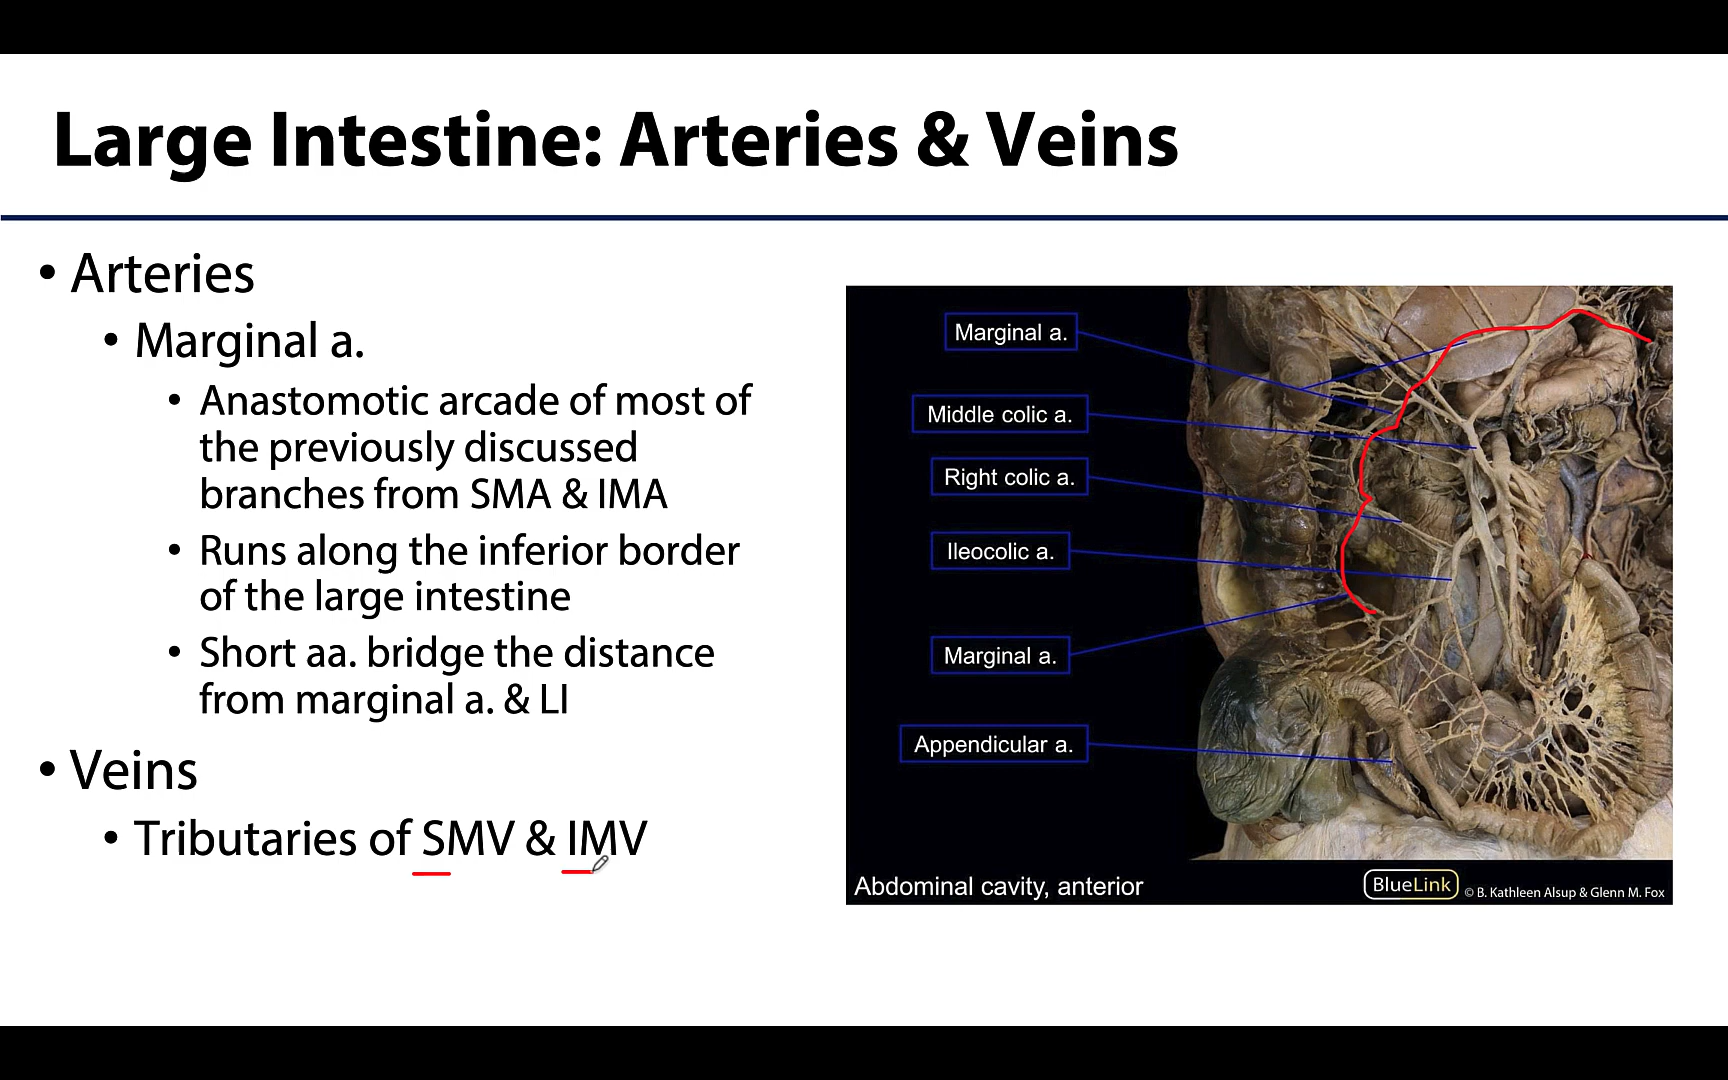 Large Intestine: Arteries & Veins
• Arteries
• Marginal a.
• Anastomotic arcade of most of
the previously discussed
branches from SMA & IMA
• Runs along the inferior border
of the large intestine
• Short aa. bridge the distance
from marginal a. & LI
• Veins
• Tributaries of SMV & IMV
Marginal a.
Middle colic a.
Right colic a.
Ileocolic a.
Marginal a.
Appendicular a.
Abdominal cavity, anterior
BlueLink © B. Kathleen Alsup & Glenn M. Fox